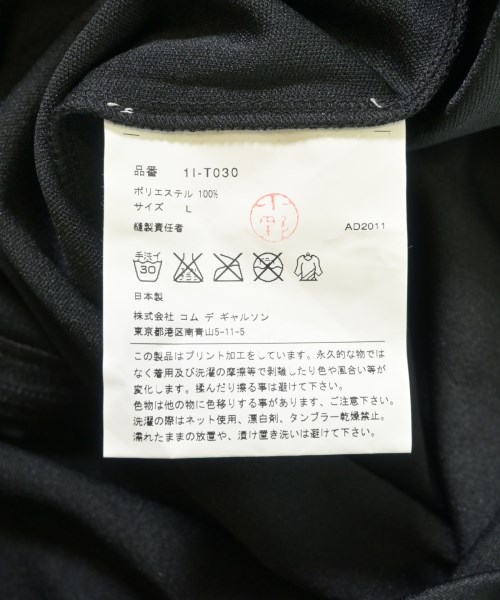 品番 1I-T030
ポリエステル 100%
サイズ L
縫製責任者
AD2011
手洗イ
30
日本製
株式会社 コム デ ギャルソン
東京都港区南青山5-11-5
この製品はプリント加工をしています。永久的な物では
なく着用及び洗濯の摩擦等で剥離したり色や風合い等が
変化します。揉んだり擦る事は避けて下さい。
色物は他の物に色移りする事があります、ご注意下さい。
洗濯の際はネット使用、漂白剤、タンブラー乾燥禁止。
濡れたままの放置や、漬け置き洗いは避けて下さい。